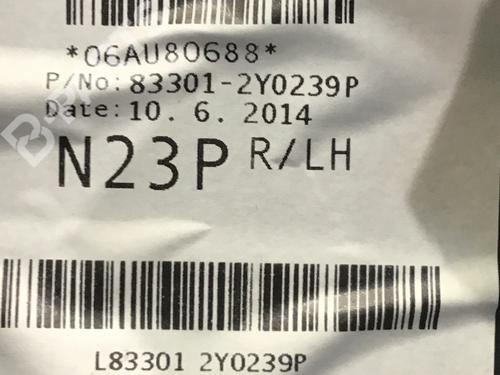 *06AU80688*
P/No: 83301-2Y0239P
Date: 10. 6. 2014
N23P R/LH
L83301 2Y0239P